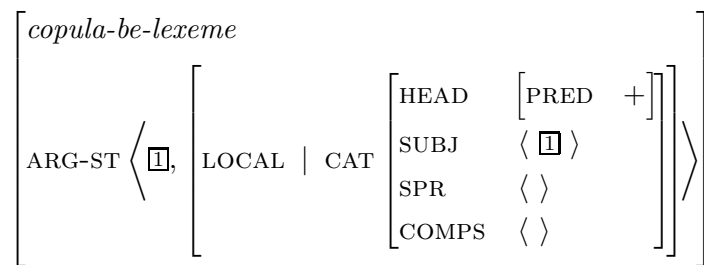 copula-be-lexeme
HEAD [PRED +]
SUBJ ⟨ 1 ⟩
ARG-ST ⟨ 1, [LOCAL | CAT
SPR ⟨ ⟩
COMPS ⟨ ⟩